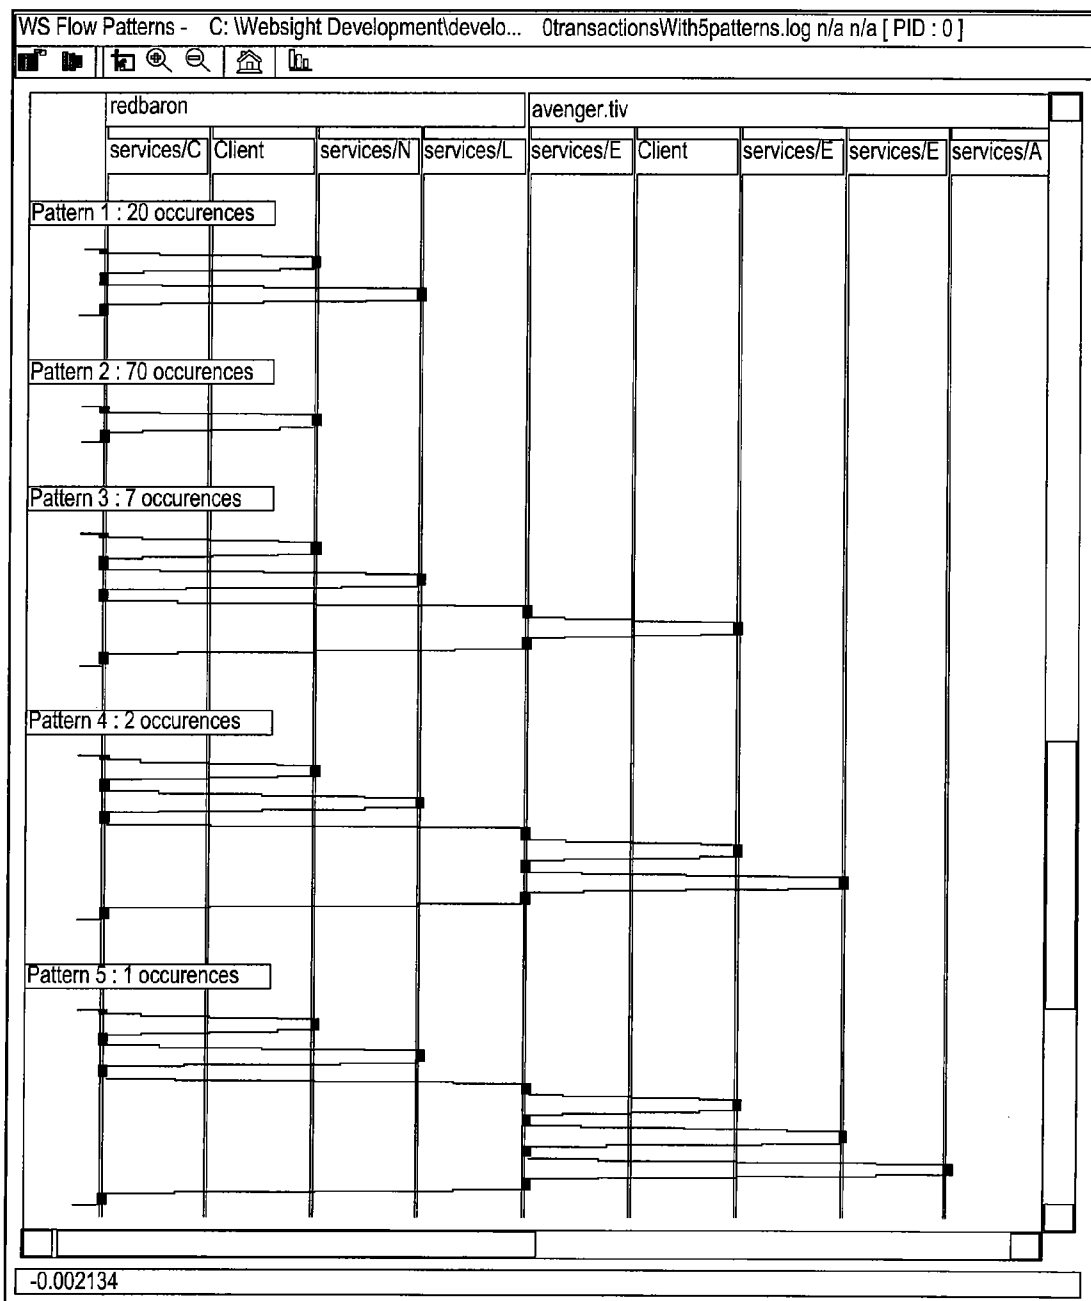 WS Flow Patterns - C: \Websight Development\develo... 0transactionsWith5patterns.log n/a n/a [ PID : 0 ]
redbaron avenger.tiv
services/C Client services/N services/L services/E Client services/E services/E services/A
Pattern 1 : 20 occurences
Pattern 2 : 70 occurences
Pattern 3 : 7 occurences
Pattern 4 : 2 occurences
Pattern 5 : 1 occurences
-0.002134